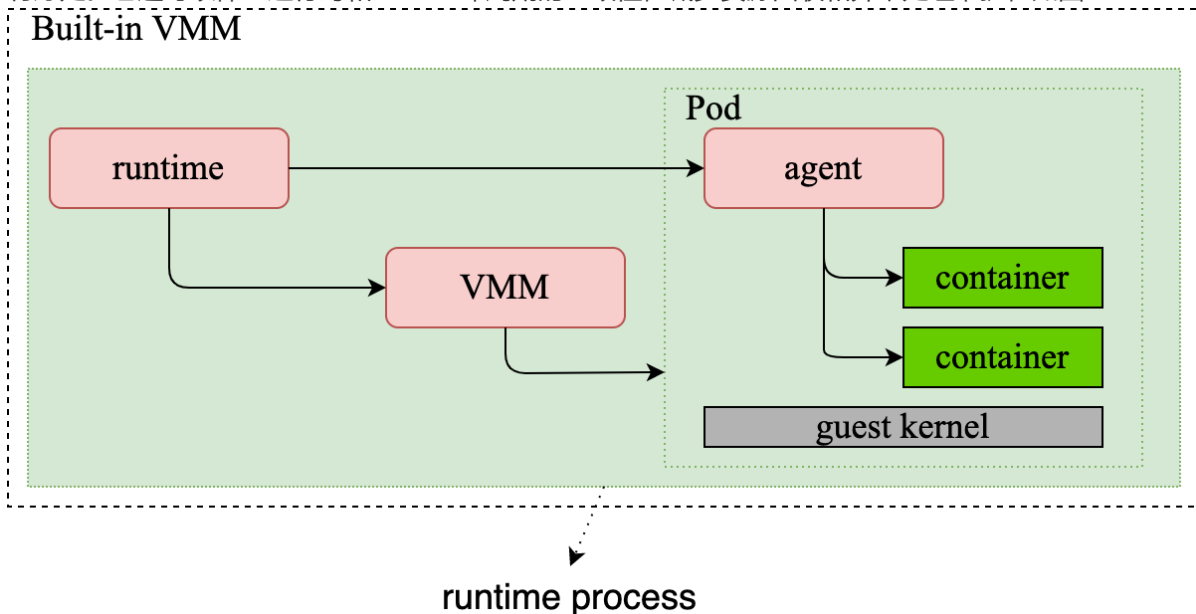 Built-in VMM
Pod
runtime
agent
VMM
container
container
guest kernel
runtime process